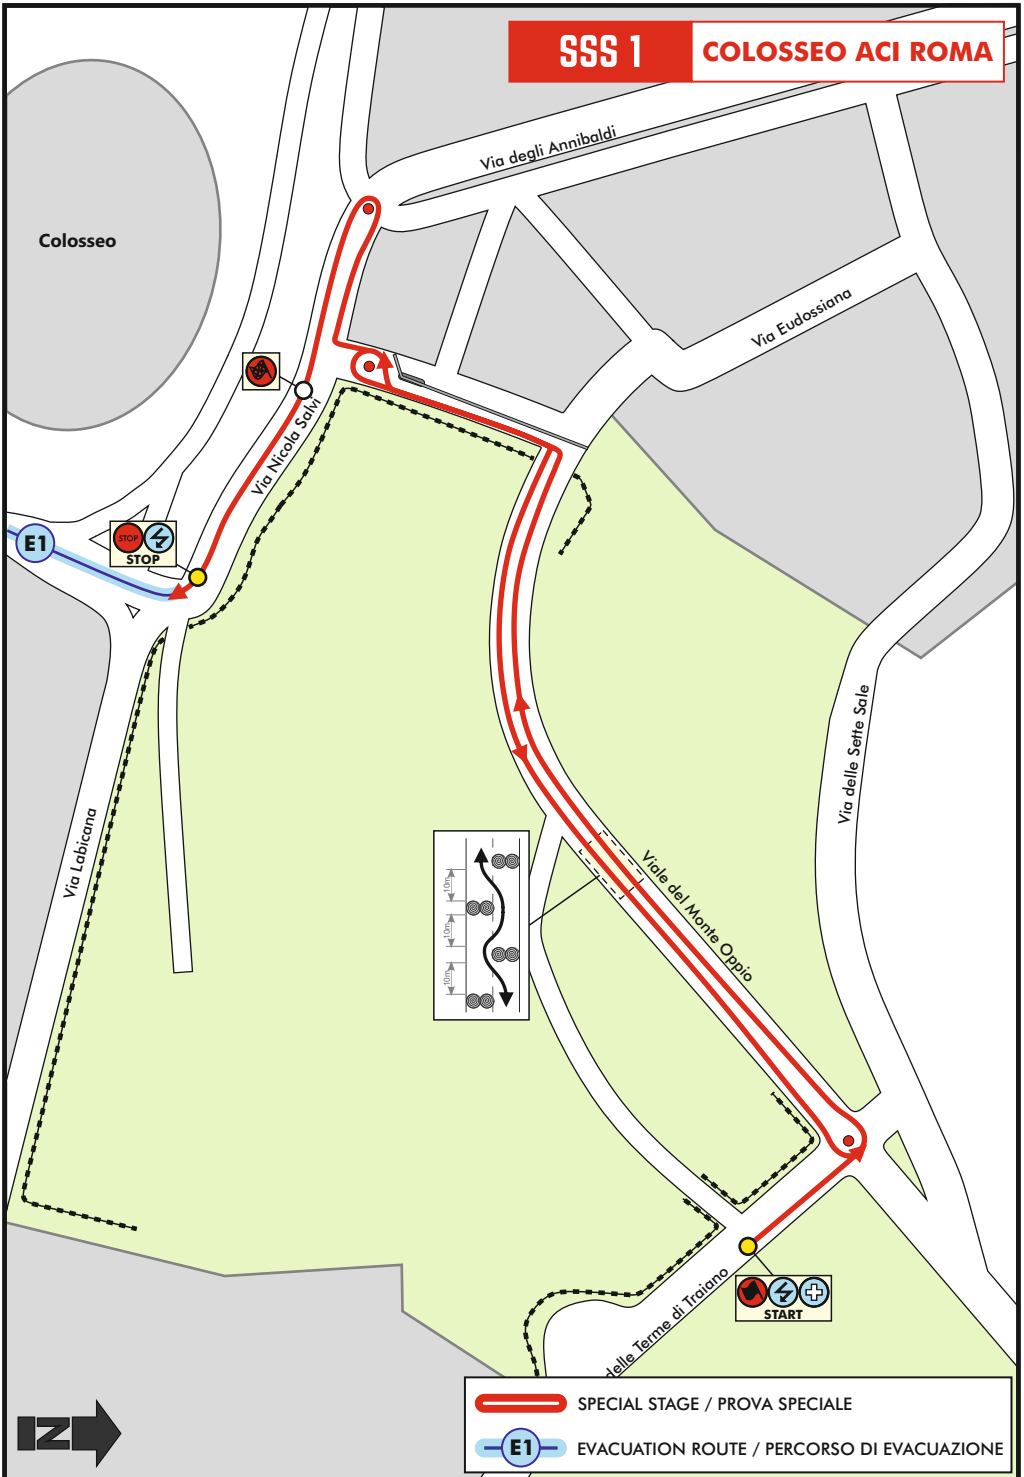 SSS 1
COLOSSEO ACI ROMA
Via degli Annibaldi
Colosseo
Via Eudossiana
Via Nicola Salvi
E1
STOP
STOP
Via delle Sette Sale
Via Labicana
10m
10m
10m
Viale del Monte Oppio
delle Terme di Traiano
START
N
SPECIAL STAGE / PROVA SPECIALE
E1
EVACUATION ROUTE / PERCORSO DI EVACUAZIONE